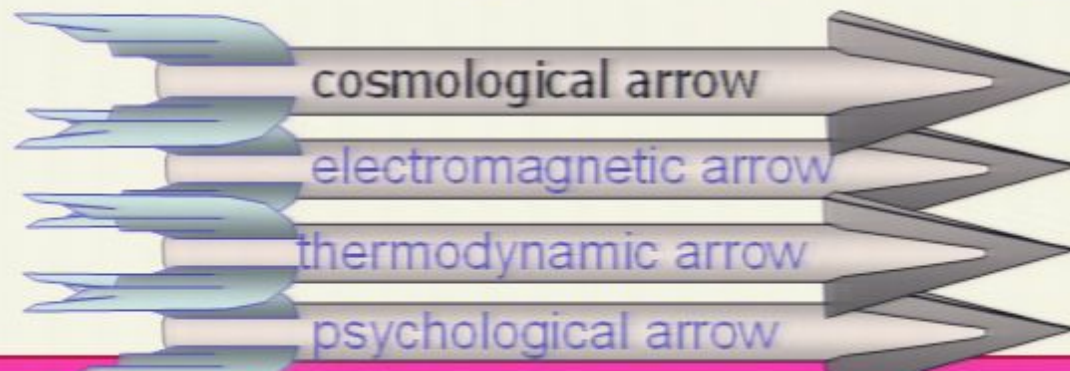 cosmological arrow
electromagnetic arrow
thermodynamic arrow
psychological arrow